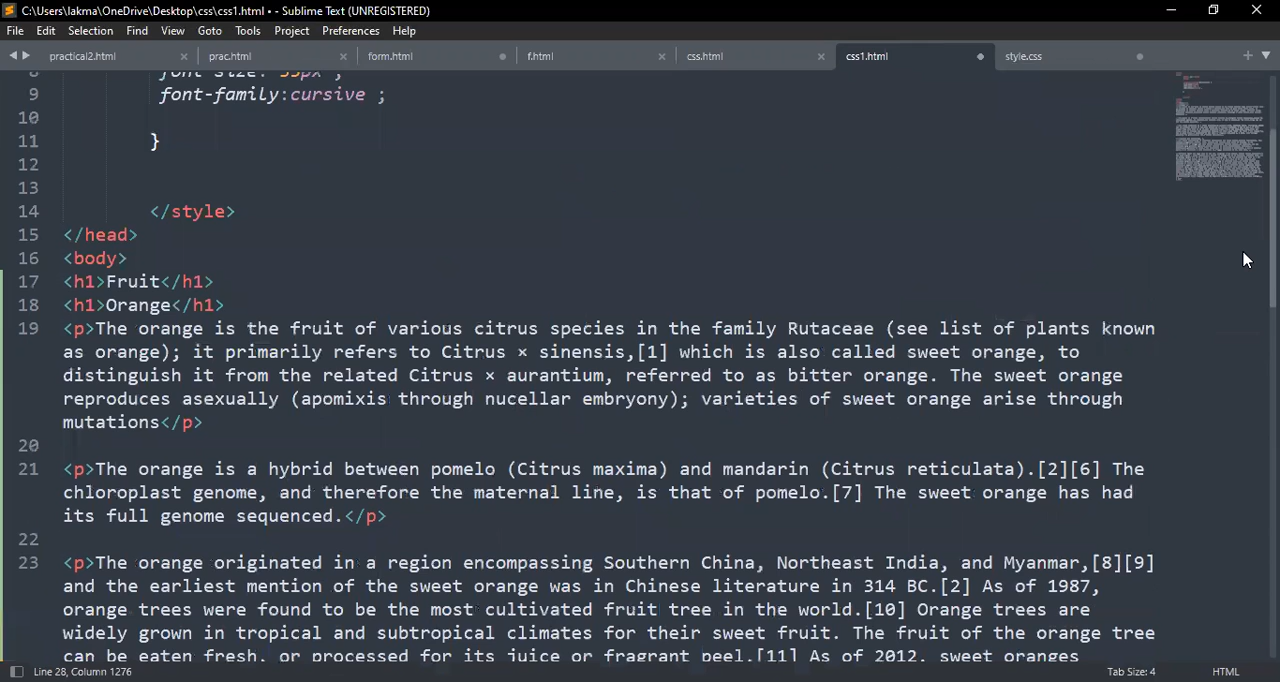 C:\Users\lakma\OneDrive\Desktop\css\css1.html • - Sublime Text (UNREGISTERED)
File Edit Selection Find View Goto Tools Project Preferences Help
practical2.html prac.html form.html f.html css.html css1.html style.css
8 font-size:"55px";
9 font-family:cursive ;
10
11 }
12
13
14 </style>
15 </head>
16 <body>
17 <h1>Fruit</h1>
18 <h1>Orange</h1>
19 <p>The orange is the fruit of various citrus species in the family Rutaceae (see list of plants known
as orange); it primarily refers to Citrus × sinensis,[1] which is also called sweet orange, to
distinguish it from the related Citrus × aurantium, referred to as bitter orange. The sweet orange
reproduces asexually (apomixis through nucellar embryony); varieties of sweet orange arise through
mutations</p>
20
21 <p>The orange is a hybrid between pomelo (Citrus maxima) and mandarin (Citrus reticulata).[2][6] The
chloroplast genome, and therefore the maternal line, is that of pomelo.[7] The sweet orange has had
its full genome sequenced.</p>
22
23 <p>The orange originated in a region encompassing Southern China, Northeast India, and Myanmar,[8][9]
and the earliest mention of the sweet orange was in Chinese literature in 314 BC.[2] As of 1987,
orange trees were found to be the most cultivated fruit tree in the world.[10] Orange trees are
widely grown in tropical and subtropical climates for their sweet fruit. The fruit of the orange tree
can be eaten fresh, or processed for its juice or fragrant peel.[11] As of 2012, sweet oranges
Line 28, Column 1276 Tab Size: 4 HTML